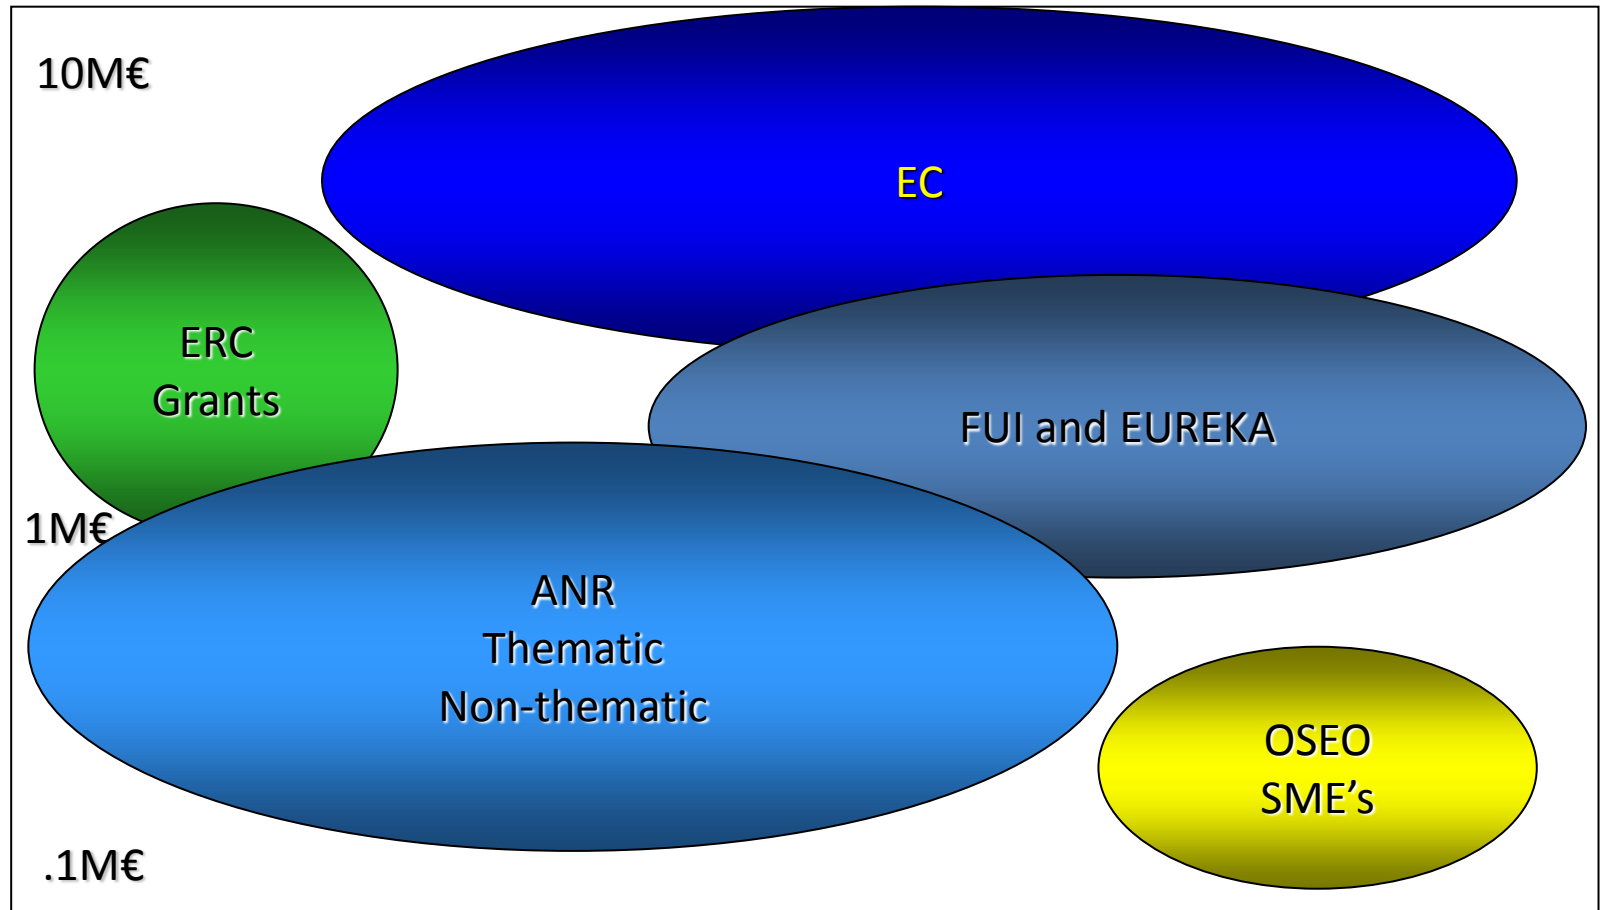 10M€
EC
ERC
Grants
FUI and EUREKA
1M€
ANR
Thematic
Non-thematic
OSEO
SME’s
.1M€